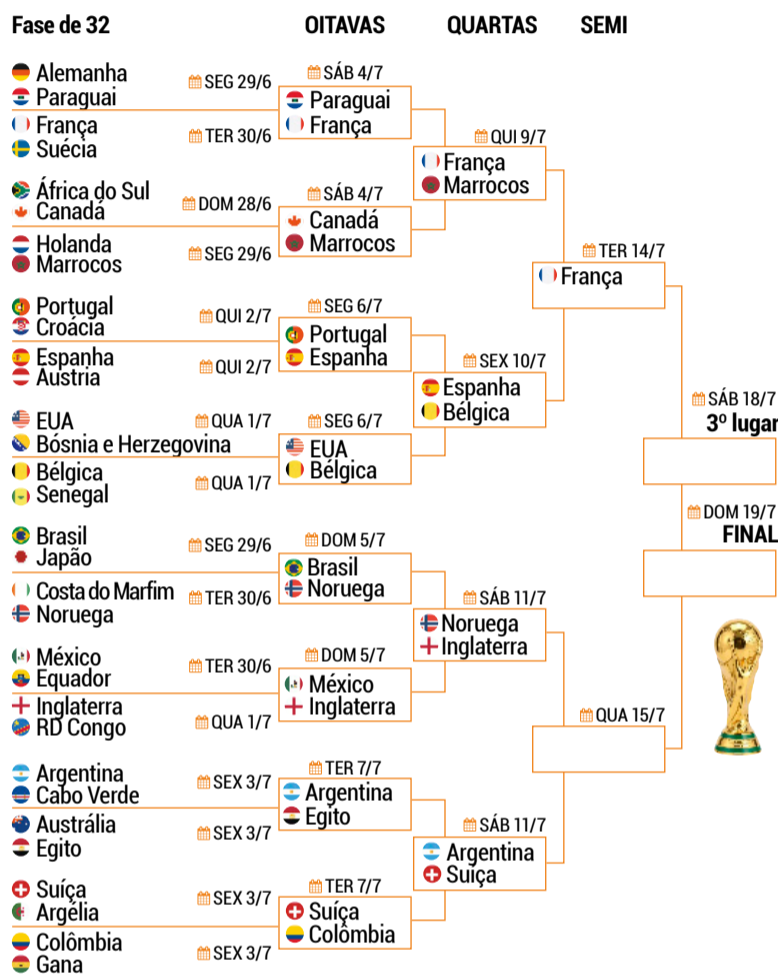 Fase de 32
OITAVAS
QUARTAS
SEMI
Alemanha
Paraguai
SEG 29/6
França
Suécia
TER 30/6
África do Sul
Canadá
DOM 28/6
Holanda
Marrocos
SEG 29/6
Portugal
Croácia
QUI 2/7
Espanha
Austria
QUI 2/7
EUA
Bósnia e Herzegovina
QUA 1/7
Bélgica
Senegal
QUA 1/7
Brasil
Japão
SEG 29/6
Costa do Marfim
Noruega
TER 30/6
México
Equador
TER 30/6
Inglaterra
RD Congo
QUA 1/7
Argentina
Cabo Verde
SEX 3/7
Austrália
Egito
SEX 3/7
Suíça
Argélia
SEX 3/7
Colômbia
Gana
SEX 3/7
SÁB 4/7
Paraguai
França
SÁB 4/7
Canadá
Marrocos
SEG 6/7
Portugal
Espanha
SEG 6/7
EUA
Bélgica
DOM 5/7
Brasil
Noruega
DOM 5/7
México
Inglaterra
TER 7/7
Argentina
Egito
TER 7/7
Suíça
Colômbia
QUI 9/7
França
Marrocos
SEX 10/7
Espanha
Bélgica
SÁB 11/7
Noruega
Inglaterra
SÁB 11/7
Argentina
Suíça
TER 14/7
França
QUA 15/7
SÁB 18/7
3º lugar
DOM 19/7
FINAL